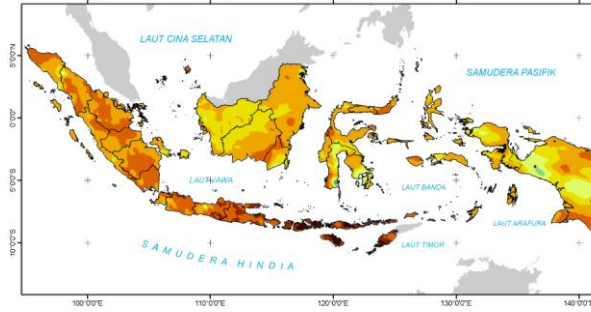 LAUT CINA SELATAN
SAMUDERA PASIFIK
LAUT JAWA
LAUT BANDA
LAUT ARAFURA
LAUT TIMOR
SAMUDERA HINDIA
5°0'0"N
0°0'0"
5°0'0"S
10°0'0"S
100°0'0"E
110°0'0"E
120°0'0"E
130°0'0"E
140°0'0"E